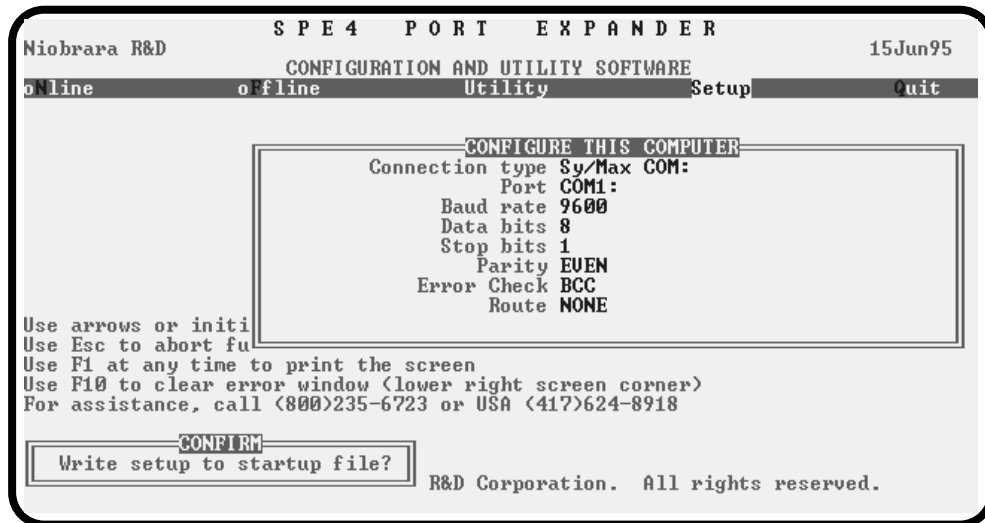 S P E 4   P O R T   E X P A N D E R
Niobrara R&D
15Jun95
CONFIGURATION AND UTILITY SOFTWARE
oNline oFfline Utility Setup Quit
CONFIGURE THIS COMPUTER
Connection type Sy/Max COM:
Port COM1:
Baud rate 9600
Data bits 8
Stop bits 1
Parity EVEN
Error Check BCC
Route NONE
Use arrows or initi
Use Esc to abort fu
Use F1 at any time to print the screen
Use F10 to clear error window (lower right screen corner)
For assistance, call (800)235-6723 or USA (417)624-8918
CONFIRM
Write setup to startup file?
R&D Corporation.  All rights reserved.